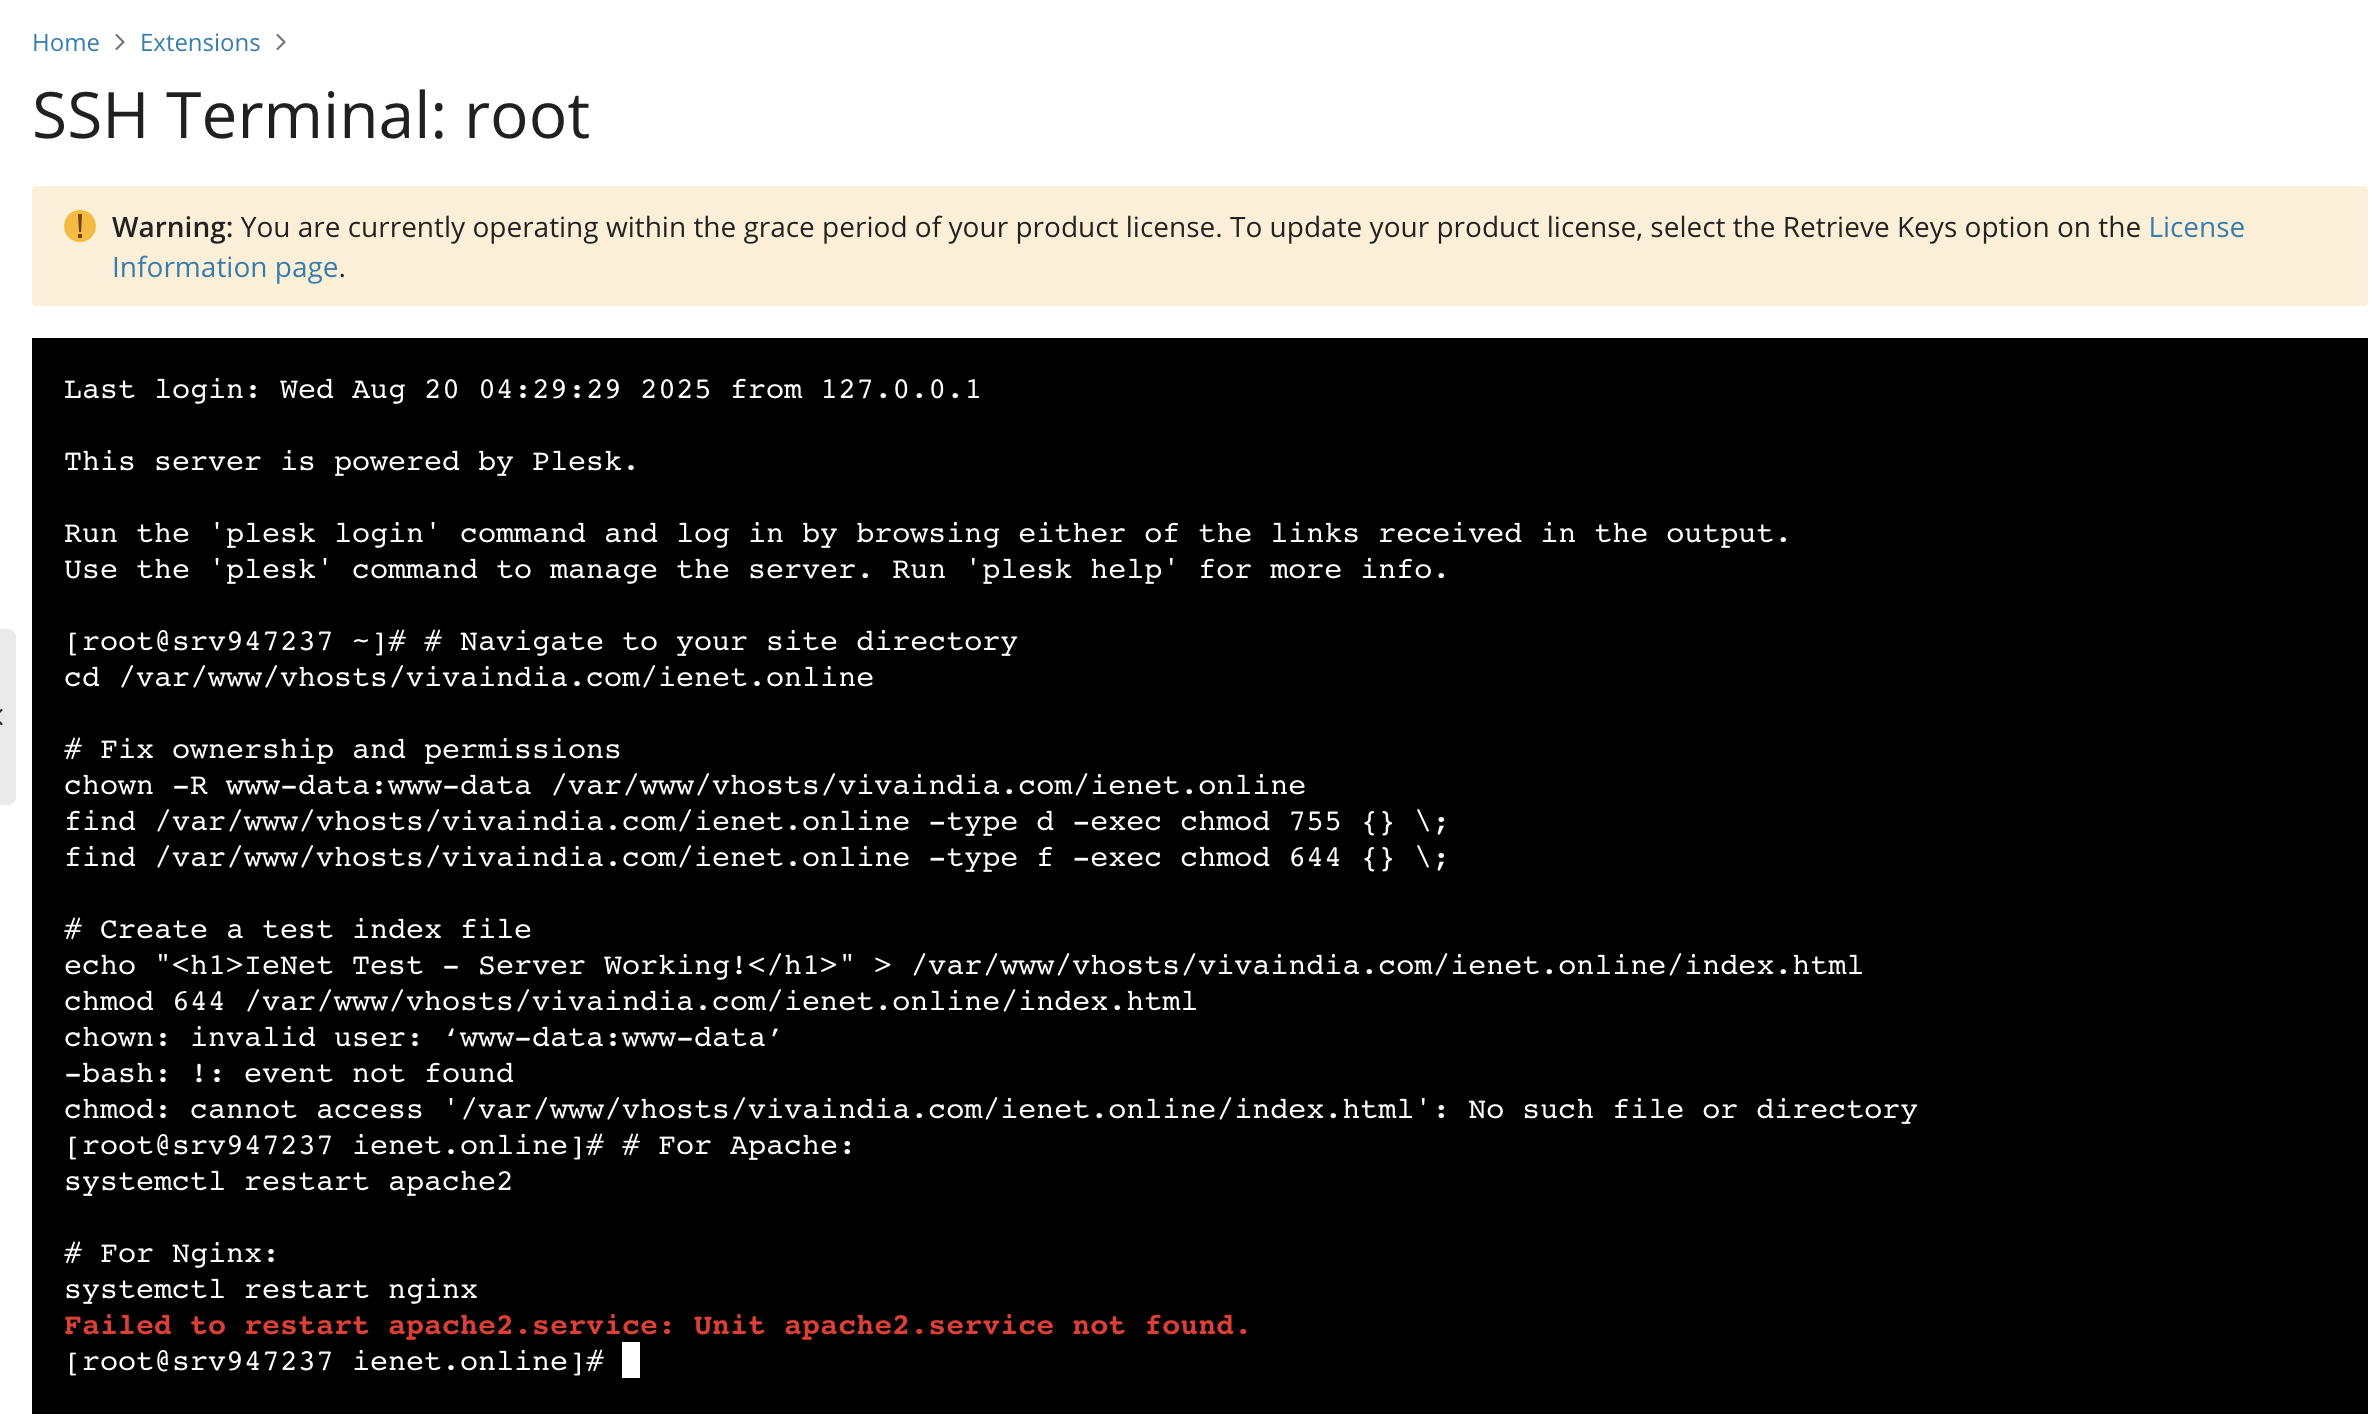 Home > Extensions >
SSH Terminal: root
Warning: You are currently operating within the grace period of your product license. To update your product license, select the Retrieve Keys option on the License
Information page.
Last login: Wed Aug 20 04:29:29 2025 from 127.0.0.1
This server is powered by Plesk.
Run the 'plesk login' command and log in by browsing either of the links received in the output.
Use the 'plesk' command to manage the server. Run 'plesk help' for more info.
[root@srv947237 ~]# # Navigate to your site directory
cd /var/www/vhosts/vivaindia.com/ienet.online
# Fix ownership and permissions
chown -R www-data:www-data /var/www/vhosts/vivaindia.com/ienet.online
find /var/www/vhosts/vivaindia.com/ienet.online -type d -exec chmod 755 {} \;
find /var/www/vhosts/vivaindia.com/ienet.online -type f -exec chmod 644 {} \;
# Create a test index file
echo "<h1>IeNet Test - Server Working!</h1>" > /var/www/vhosts/vivaindia.com/ienet.online/index.html
chmod 644 /var/www/vhosts/vivaindia.com/ienet.online/index.html
chown: invalid user: ‘www-data:www-data’
-bash: !: event not found
chmod: cannot access '/var/www/vhosts/vivaindia.com/ienet.online/index.html': No such file or directory
[root@srv947237 ienet.online]# # For Apache:
systemctl restart apache2
# For Nginx:
systemctl restart nginx
Failed to restart apache2.service: Unit apache2.service not found.
[root@srv947237 ienet.online]#